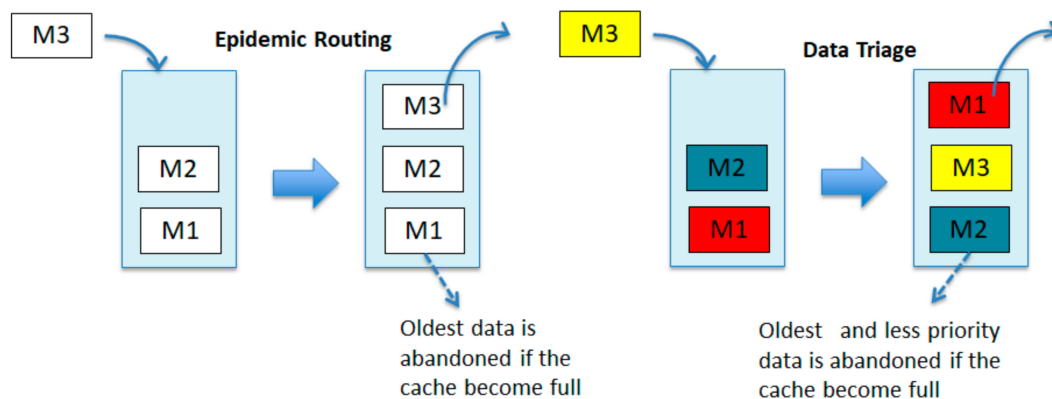 M3
Epidemic Routing
M2
M1
M3
M2
M1
Oldest data is
abandoned if the
cache become full
M3
Data Triage
M2
M1
M1
M3
M2
Oldest and less priority
data is abandoned if the
cache become full